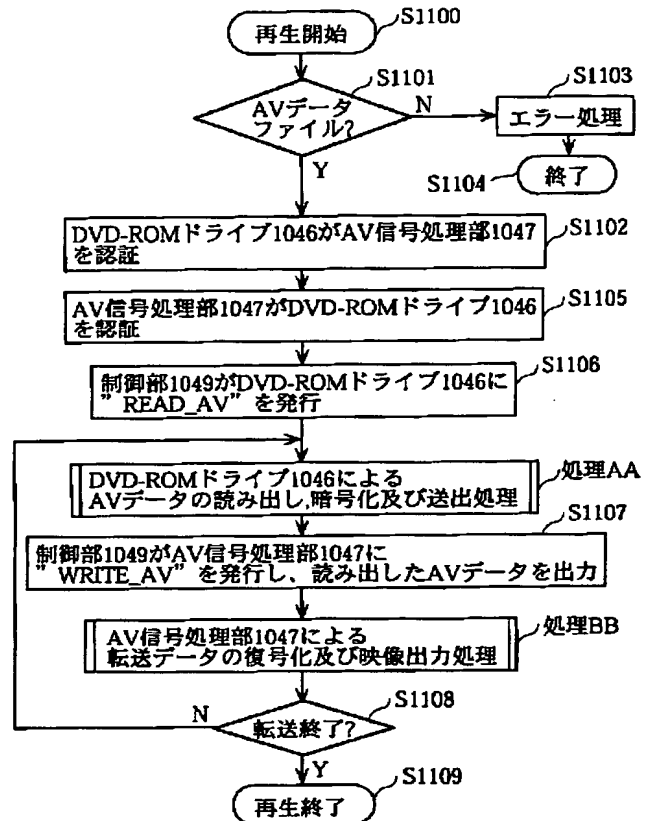 S1100
再生開始
S1101
AVデータ
ファイル?
N
S1103
エラー処理
Y
S1104
終了
DVD-ROMドライブ1046がAV信号処理部1047
を認証
S1102
AV信号処理部1047がDVD-ROMドライブ1046
を認証
S1105
制御部1049がDVD-ROMドライブ1046に
”READ_AV”を発行
S1106
DVD-ROMドライブ1046による
AVデータの読み出し,暗号化及び送出処理
処理AA
S1107
制御部1049がAV信号処理部1047に
”WRITE_AV”を発行し、読み出したAVデータを出力
AV信号処理部1047による
転送データの復号化及び映像出力処理
処理BB
S1108
N
転送終了?
Y
S1109
再生終了